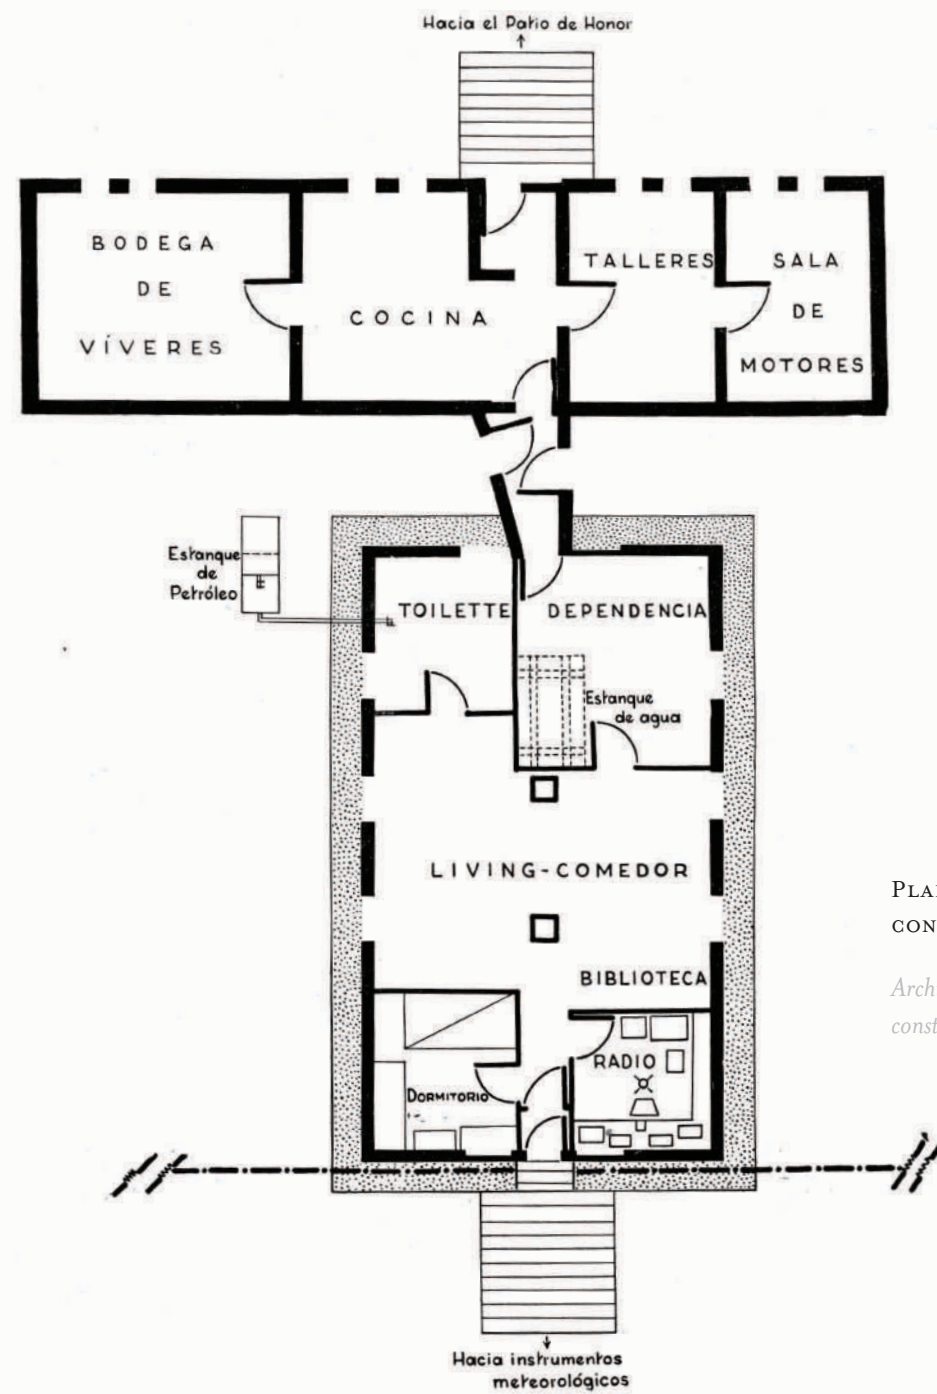 Hacia el Patio de Honor
BODEGA
DE
VÍVERES
COCINA
TALLERES
SALA
DE
MOTORES
Estanque
de
Petróleo
TOILETTE
DEPENDENCIA
Estanque
de agua
LIVING-COMEDOR
BIBLIOTECA
RADIO
DORMITORIO
Hacia instrumentos
meteorológicos